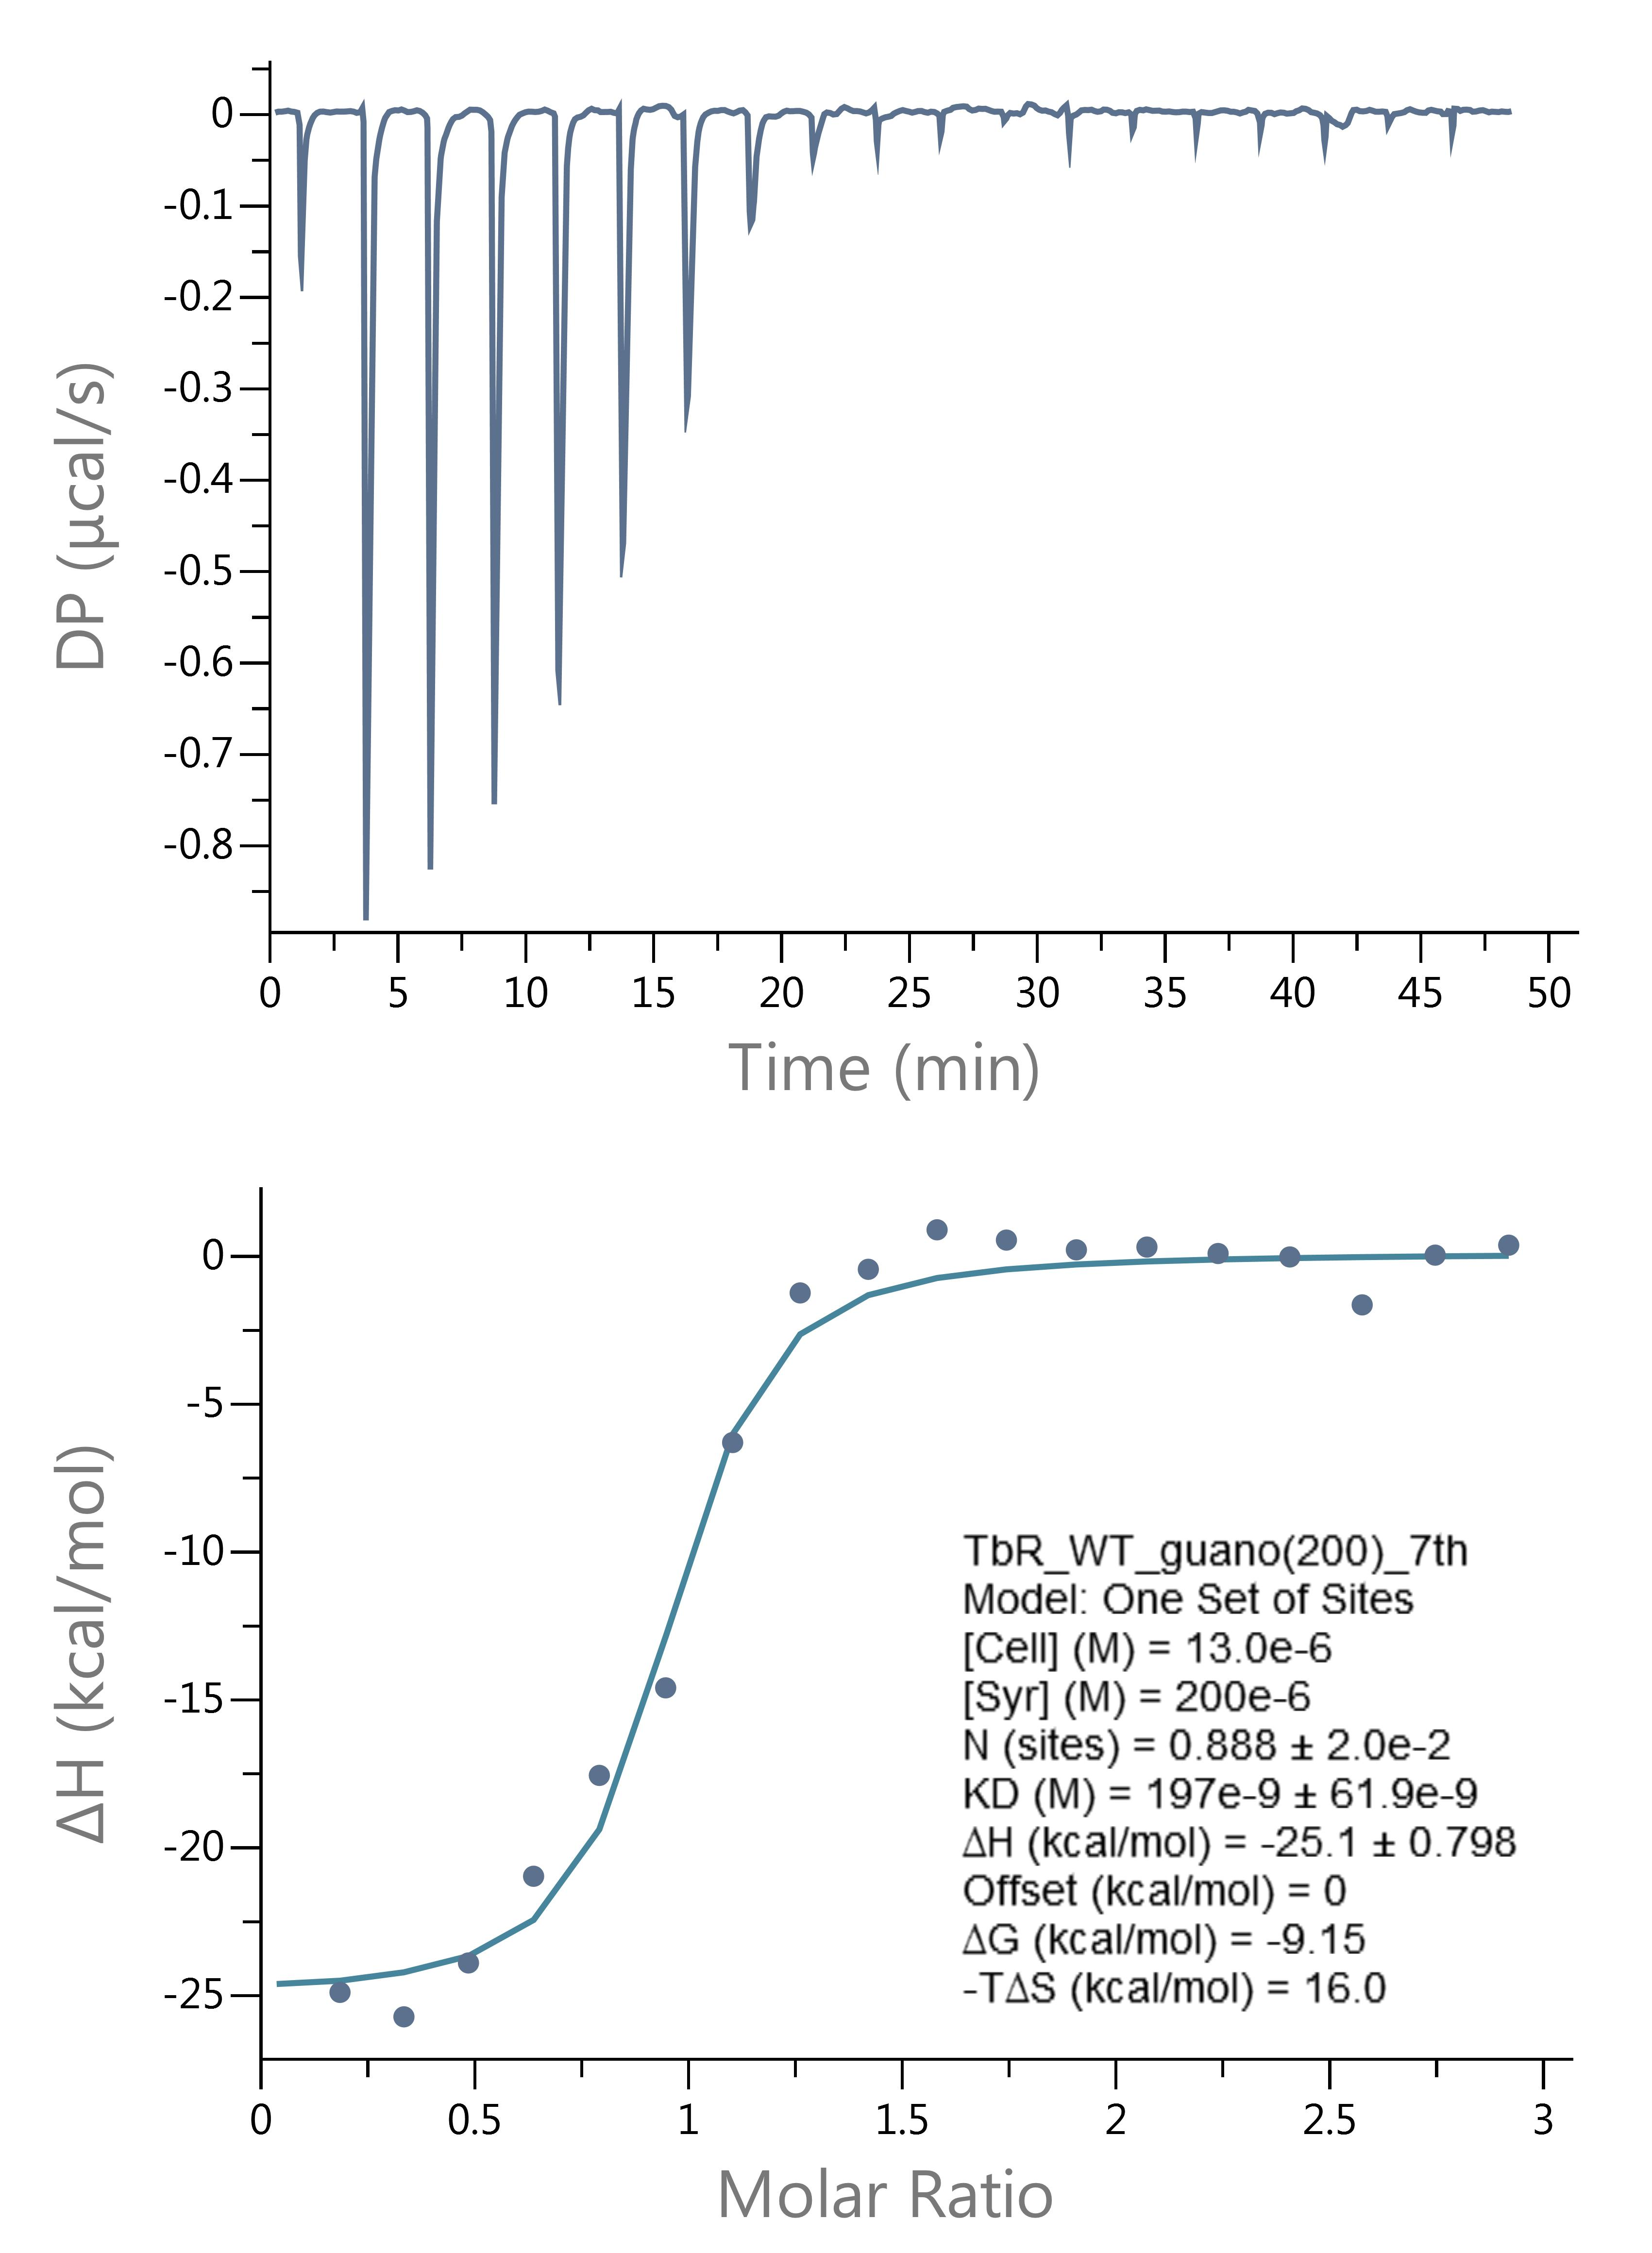 0
-0.1
-0.2
-0.3
-0.4
-0.5
-0.6
-0.7
-0.8
DP (µcal/s)
0 5 10 15 20 25 30 35 40 45 50
Time (min)
0
-5
-10
-15
-20
-25
ΔH (kcal/mol)
TbR_WT_guano(200)_7th
Model: One Set of Sites
[Cell] (M) = 13.0e-6
[Syr] (M) = 200e-6
N (sites) = 0.888 ± 2.0e-2
KD (M) = 197e-9 ± 61.9e-9
ΔH (kcal/mol) = -25.1 ± 0.798
Offset (kcal/mol) = 0
ΔG (kcal/mol) = -9.15
-TΔS (kcal/mol) = 16.0
0 0.5 1 1.5 2 2.5 3
Molar Ratio